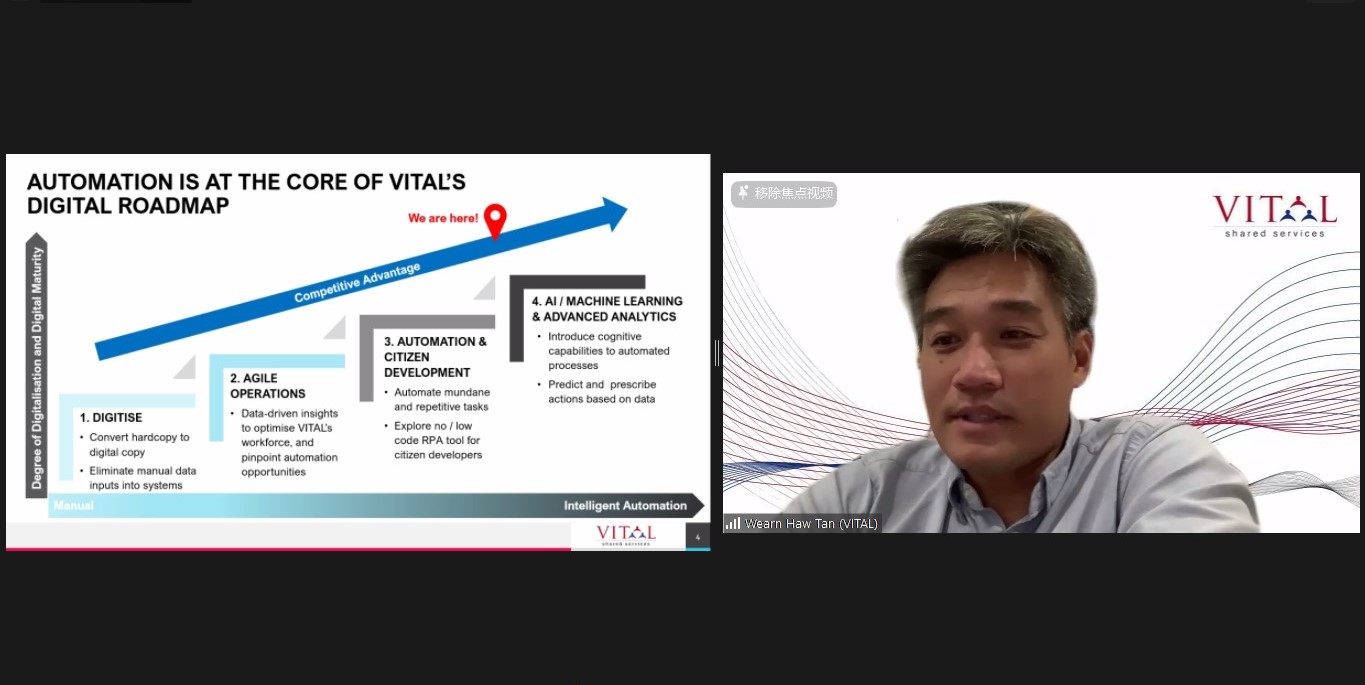 AUTOMATION IS AT THE CORE OF VITAL'S
DIGITAL ROADMAP
We are here!
Competitive Advantage
Degree of Digitalisation and Digital Maturity
1. DIGITISE
• Convert hardcopy to
digital copy
• Eliminate manual data
inputs into systems
2. AGILE
OPERATIONS
• Data-driven insights
to optimise VITAL's
workforce, and
pinpoint automation
opportunities
3. AUTOMATION &
CITIZEN
DEVELOPMENT
• Automate mundane
and repetitive tasks
• Explore no / low
code RPA tool for
citizen developers
4. AI / MACHINE LEARNING
& ADVANCED ANALYTICS
• Introduce cognitive
capabilities to automated
processes
• Predict and prescribe
actions based on data
Manual
Intelligent Automation
VITAL
shared services
4
移除焦点视频
VITAL
shared services
Wearn Haw Tan (VITAL)